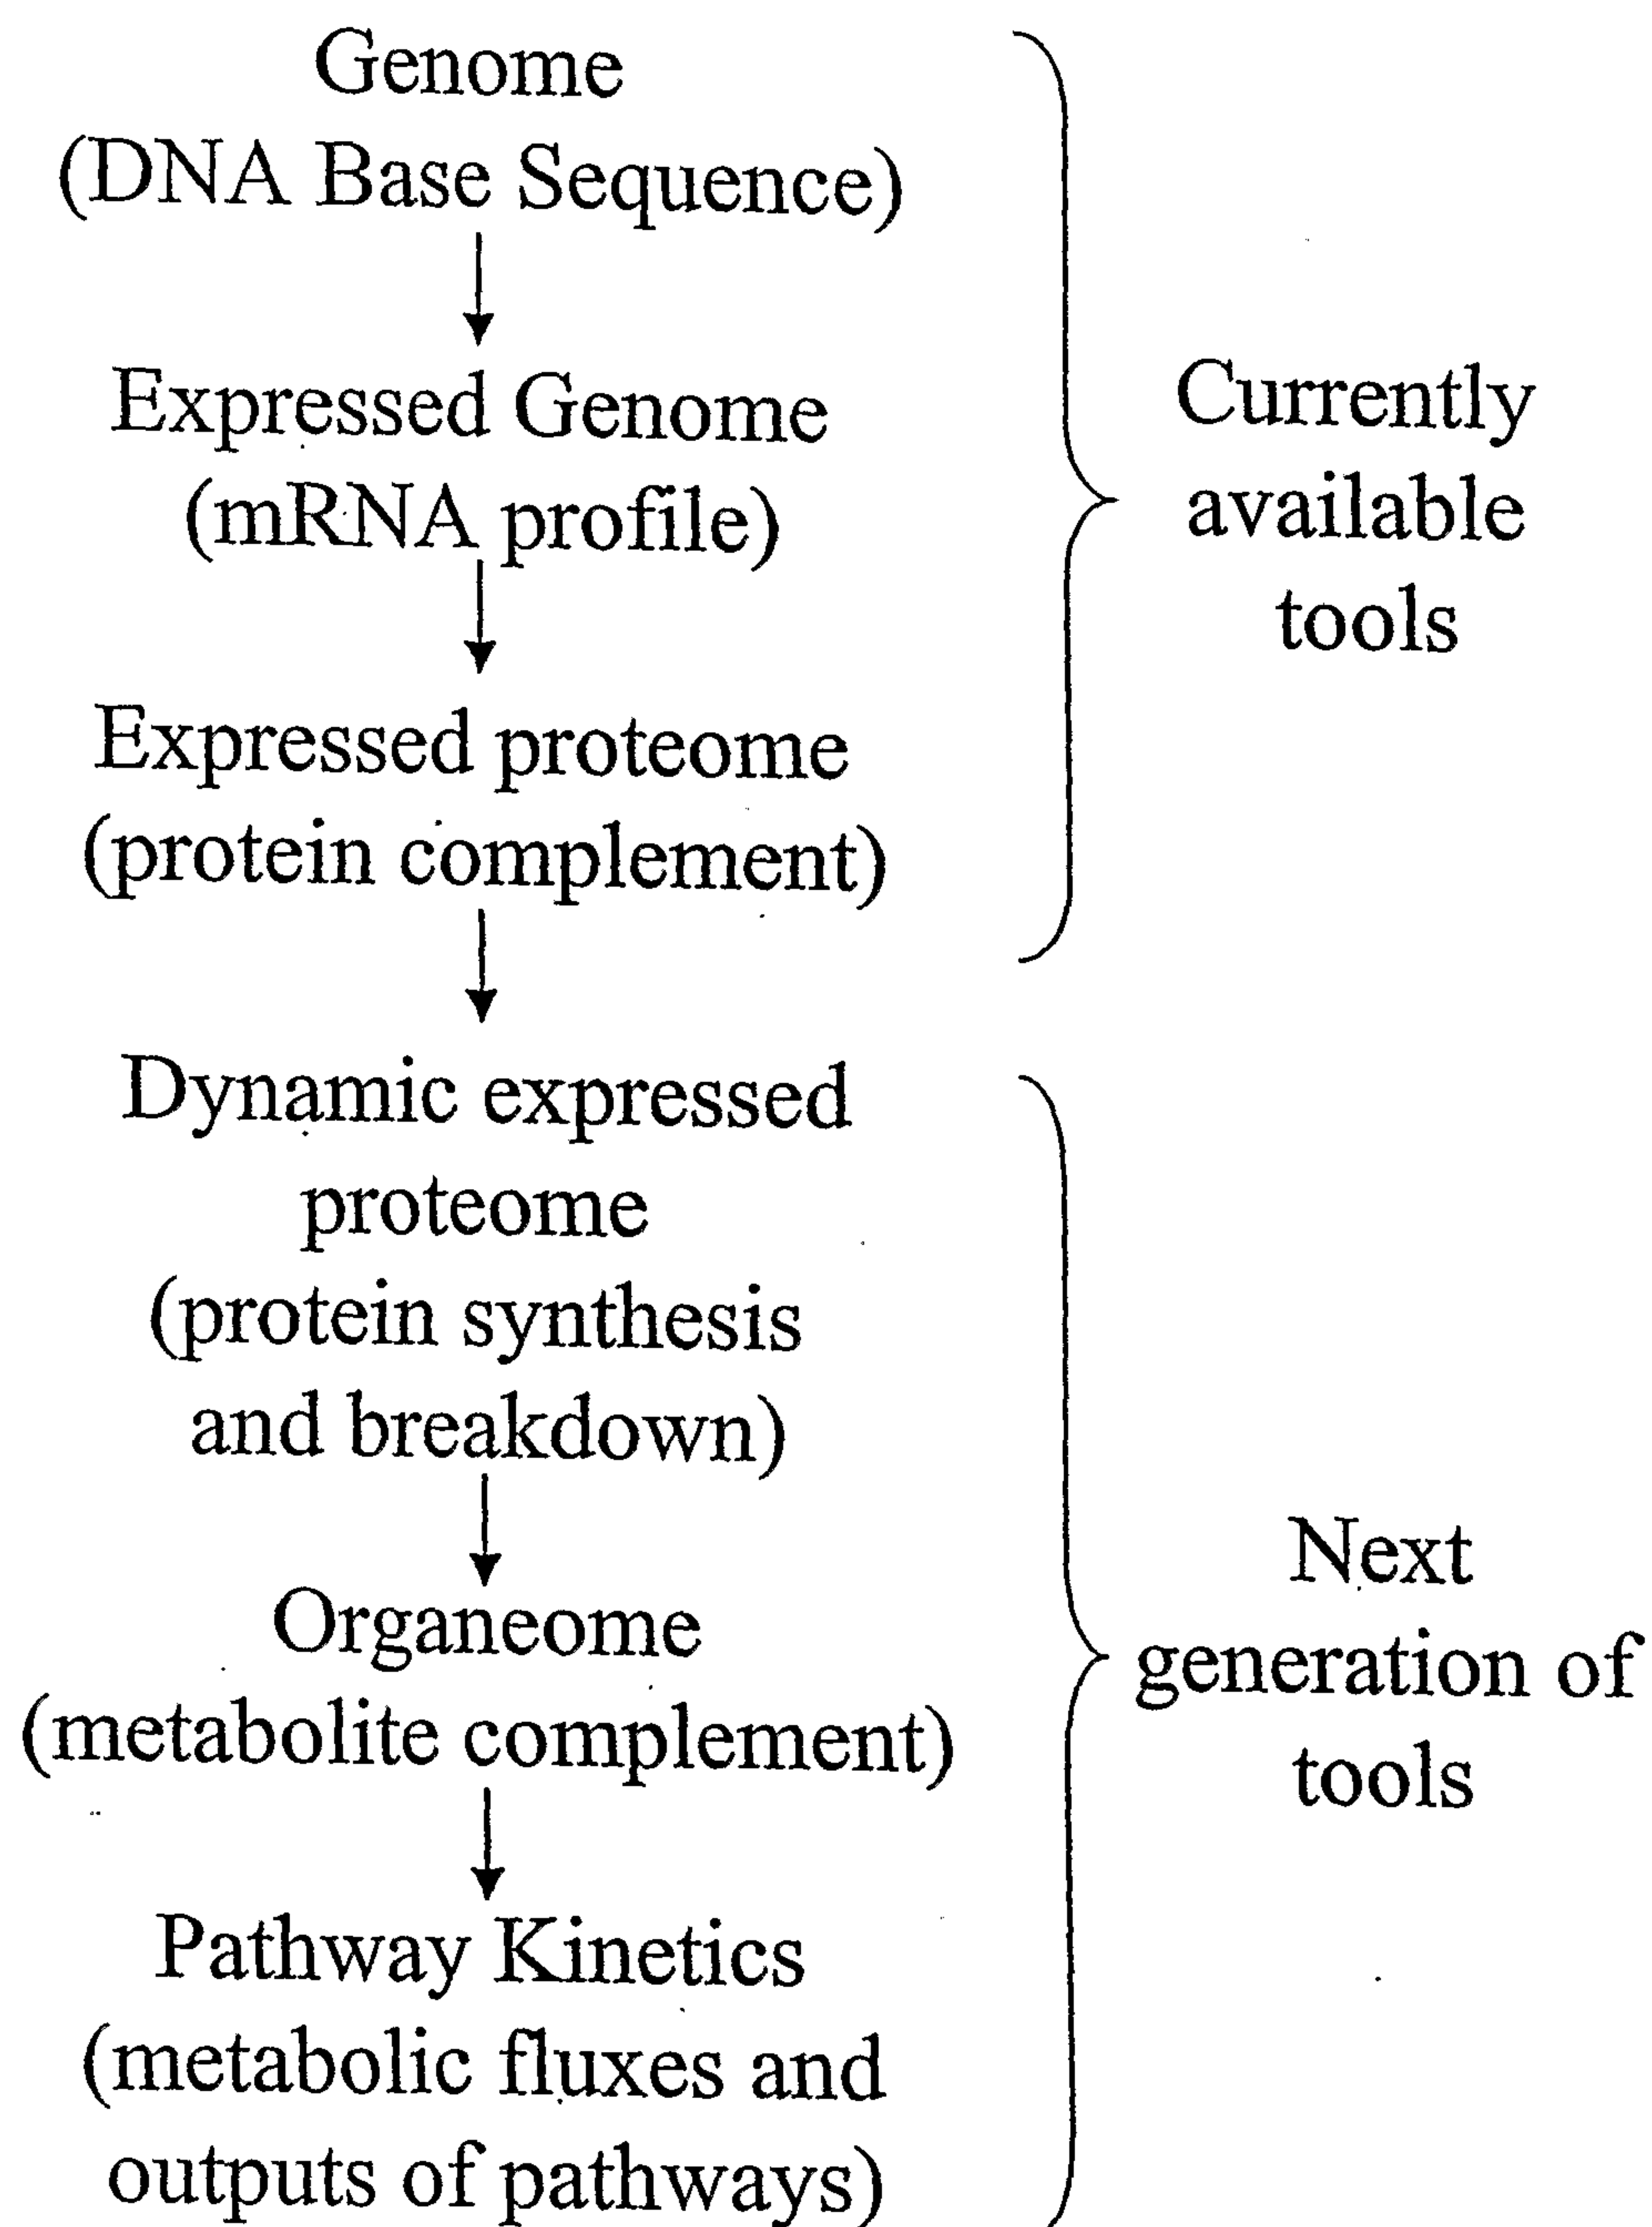 Genome
(DNA Base Sequence)
Expressed Genome
(mRNA profile)
Expressed proteome
(protein complement)
Currently
available
tools
Dynamic expressed
proteome
(protein synthesis
and breakdown)
Organeome
(metabolite complement)
Pathway Kinetics
(metabolic fluxes and
outputs of pathways)
Next
generation of
tools